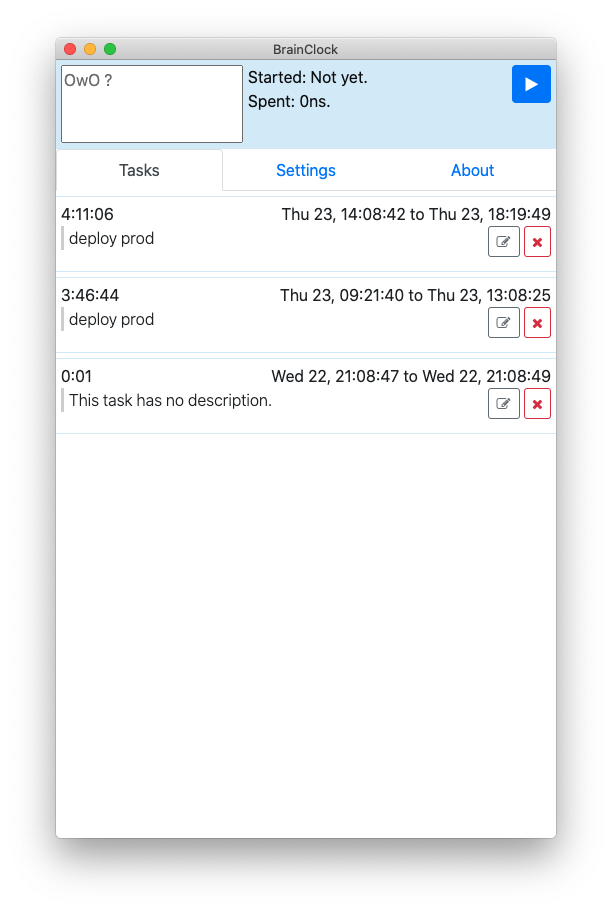 BrainClock
OwO ?
Started: Not yet.
Spent: 0ns.
Tasks
Settings
About
4:11:06
Thu 23, 14:08:42 to Thu 23, 18:19:49
deploy prod
3:46:44
Thu 23, 09:21:40 to Thu 23, 13:08:25
deploy prod
0:01
Wed 22, 21:08:47 to Wed 22, 21:08:49
This task has no description.